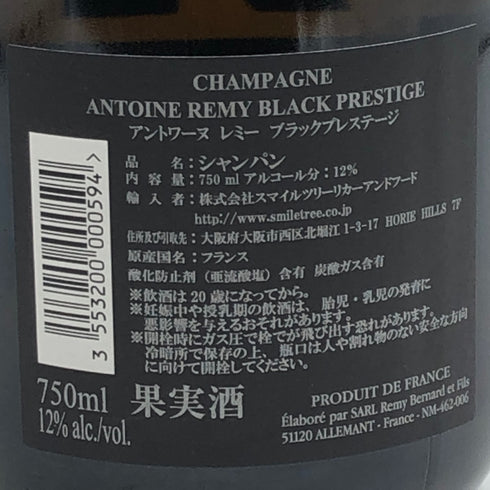 CHAMPAGNE
ANTOINE REMY BLACK PRESTIGE
アントワーヌ レミー ブラックプレステージ
品名：シャンパン
内容量：750 ml アルコール分：12%
輸入者：株式会社スマイルツリーリカーアンドフード
http://www.smiletree.co.jp
住所及び引取先：大阪府大阪市西区北堀江1-3-17 HORIE HILLS 7F
原産国名：フランス
酸化防止剤（亜流酸塩）含有 炭酸ガス含有
※飲酒は20歳になってから。
※妊娠中や授乳期の飲酒は、胎児・乳児の発育に
悪影響を与えるおそれがあります。
※開栓時にガス圧で栓でが飛び出す恐れがあります。
冷暗所で保存の上、瓶口は人や割れ物のない安全な方向
に向けて開栓してください。
3 553200 000594 >
750ml 果実酒
12% alc./vol.
PRODUIT DE FRANCE
Élaboré par SARL Remy Bernard et Fils
51120 ALLEMANT - France - NM-462-006